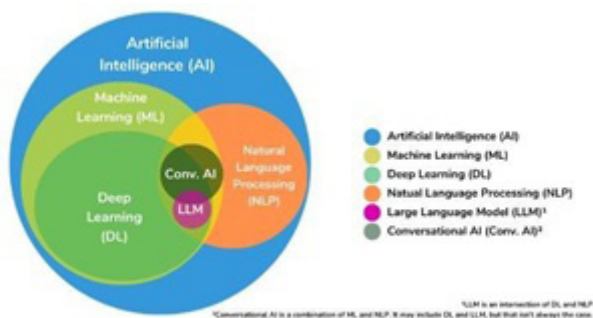 Artificial
Intelligence (AI)
Machine
Learning (ML)
Natural
Language
Processing
(NLP)
Conv. AI
LLM
Deep
Learning
(DL)
Artificial Intelligence (AI)
Machine Learning (ML)
Deep Learning (DL)
Natual Language Processing (NLP)
Large Language Model (LLM)¹
Conversational AI (Conv. AI)²
¹LLM is an intersection of DL and NLP
²Conversational AI is a combination of ML and NLP. It may include DL and LLM, but that isn't always the case.